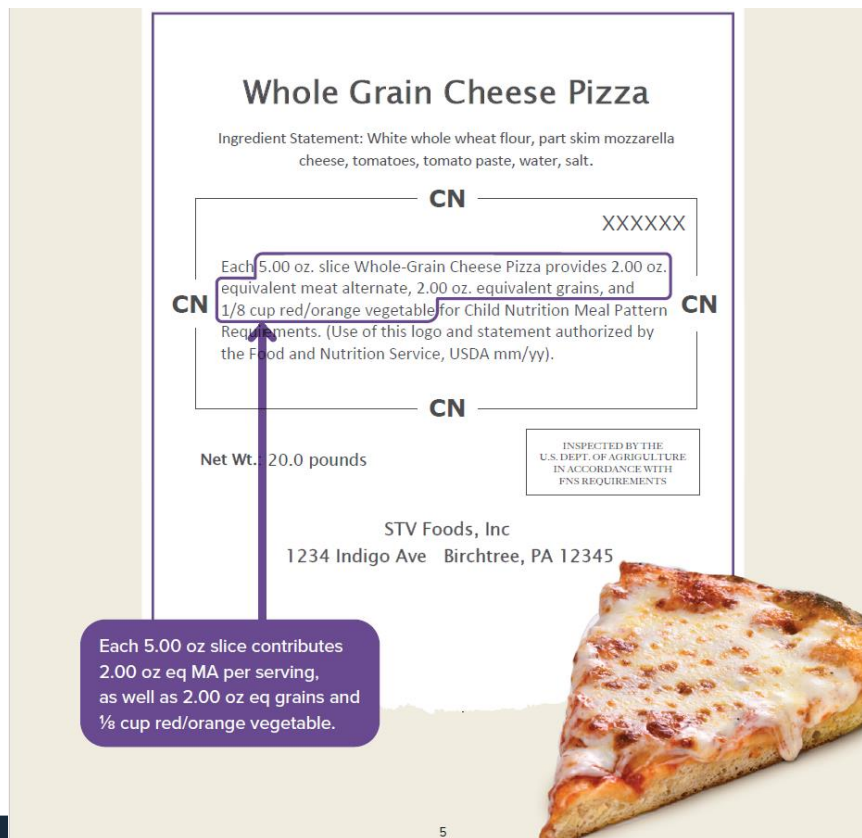 Whole Grain Cheese Pizza
Ingredient Statement: White whole wheat flour, part skim mozzarella
cheese, tomatoes, tomato paste, water, salt.
CN
XXXXXX
Each 5.00 oz. slice Whole-Grain Cheese Pizza provides 2.00 oz.
equivalent meat alternate, 2.00 oz. equivalent grains, and
CN
CN
1/8 cup red/orange vegetable for Child Nutrition Meal Pattern
Requirements. (Use of this logo and statement authorized by
the Food and Nutrition Service, USDA mm/yy).
CN
Net Wt.: 20.0 pounds
INSPECTED BY THE
U.S. DEPT. OF AGRIGULTURE
IN ACCORDANCE WITH
FNS REQUIREMENTS
STV Foods, Inc
1234 Indigo Ave Birchtree, PA 12345
Each 5.00 oz slice contributes
2.00 oz eq MA per serving,
as well as 2.00 oz eq grains and
⅛ cup red/orange vegetable.
5